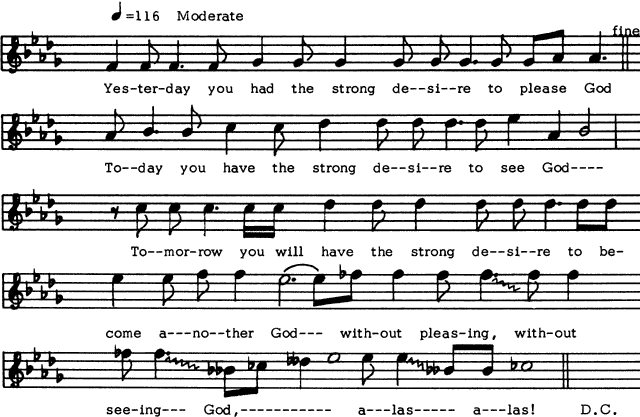 ♩=116 Moderate
fine
Yes-ter-day you had the strong de--si--re to please God
To--day you have the strong de--si--re to see God----
To--mor-row you will have the strong de--si--re to be-
come a---no--ther God--- with-out pleas-ing, with-out
see-ing--- God,----------- a---las----- a---las! D.C.